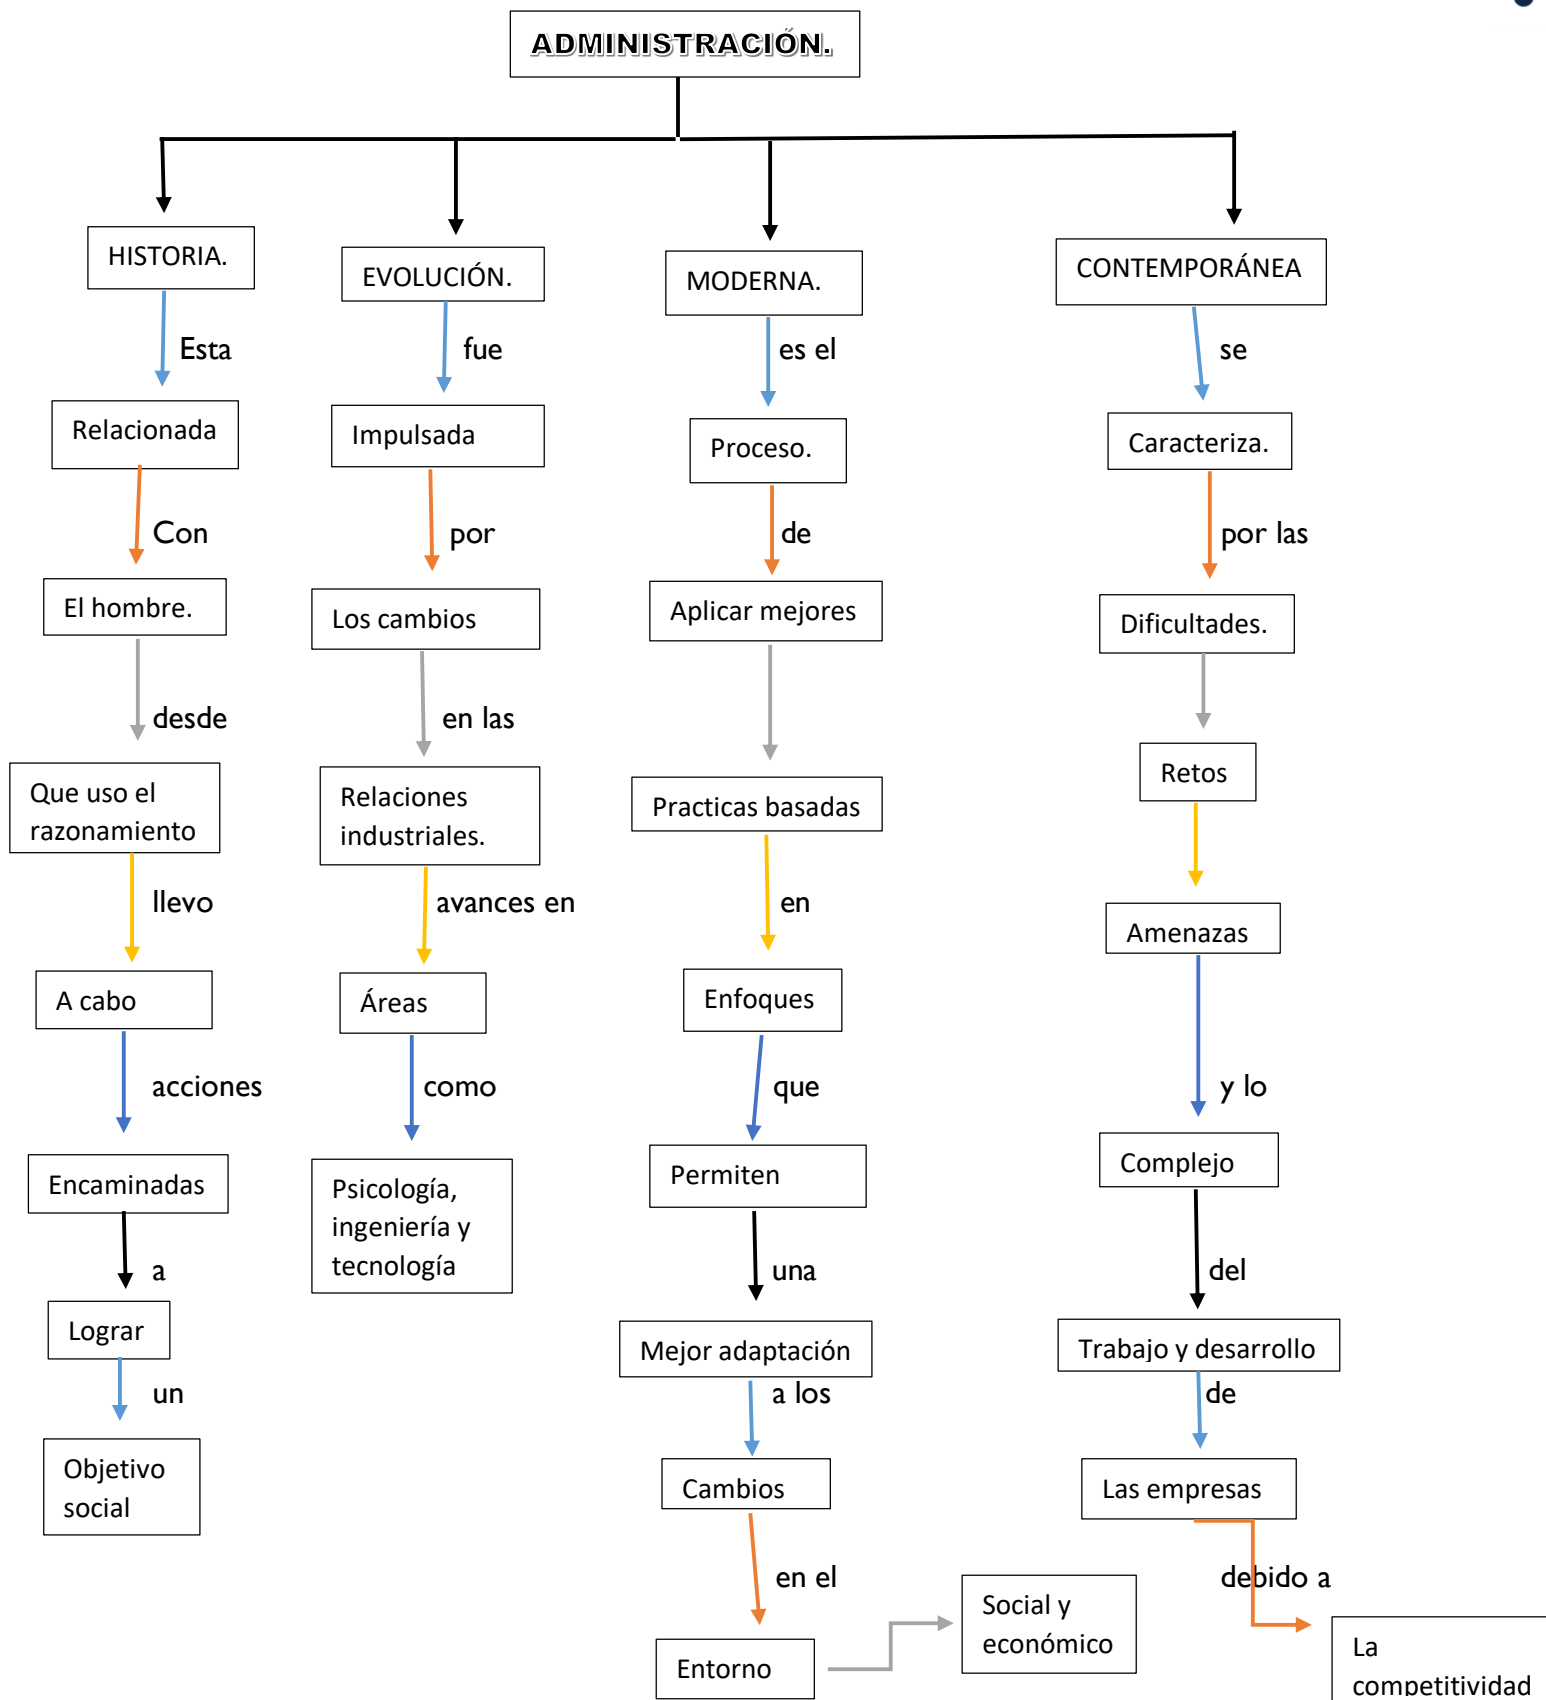 ADMINISTRACIÓN.
HISTORIA.
Esta
Relacionada
Con
El hombre.
desde
Que uso el
razonamiento
llevo
A cabo
acciones
Encaminadas
a
Lograr
un
Objetivo
social
EVOLUCIÓN.
fue
Impulsada
por
Los cambios
en las
Relaciones
industriales.
avances en
Áreas
como
Psicología,
ingeniería y
tecnología
MODERNA.
es el
Proceso.
de
Aplicar mejores
Practicas basadas
en
Enfoques
que
Permiten
una
Mejor adaptación
a los
Cambios
en el
Entorno
Social y
económico
CONTEMPORÁNEA
se
Caracteriza.
por las
Dificultades.
Retos
Amenazas
y lo
Complejo
del
Trabajo y desarrollo
de
Las empresas
debido a
La
competitividad